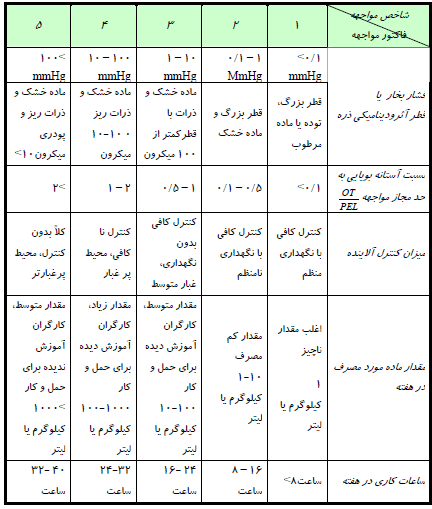 شاخص مواجهه
فاکتور مواجهه
۱
۲
۳
۴
۵
فشار بخار یا
قطر آئرودینامیکی ذره
<۰/۱
mmHg
۰/۱ – ۱
MmHg
۱ – ۱۰
mmHg
۱۰ – ۱۰۰
mmHg
>۱۰۰
mmHg
قطر بزرگ،
توده یا ماده
مرطوب
قطر بزرگ و
ماده خشک
ماده خشک و
ذرات با
قطر کمتر از
۱۰۰ میکرون
ماده خشک و
ذرات ریز
۱۰-۱۰۰
میکرون
ماده خشک و
ذرات ریز و
پودری
میکرون۱۰>
نسبت آستانه بویایی به
حد مجاز مواجهه OT
PEL
<۰/۱
۰/۱ – ۰/۵
۰/۵ – ۱
۱ – ۲
>۲
میزان کنترل آلاینده
کنترل کافی
با نگهداری
منظم
کنترل کافی
با نگهداری
نامنظم
کنترل کافی
بدون
نگهداری،
غبار متوسط
کنترل نا
کافی، محیط
پر غبار
کلاً بدون
کنترل، محیط
پر غبارتر
مقدار ماده مورد مصرف
در هفته
اغلب مقدار
ناچیز
۱
کیلوگرم یا
لیتر
مقدار کم
مصرف
۱-۱۰
کیلوگرم یا
لیتر
مقدار متوسط،
کارگران
آموزش دیده
برای حمل و
کار
۱۰-۱۰۰
کیلوگرم یا
لیتر
مقدار زیاد،
کارگران
آموزش دیده
برای حمل و
کار
۱۰۰-۱۰۰۰
کیلوگرم یا
لیتر
مقدار متوسط،
کارگران
آموزش
ندیده برای
حمل و کار
>۱۰۰۰
کیلوگرم یا
لیتر
ساعات کاری در هفته
ساعت۸>
۸ – ۱۶
ساعت
۱۶- ۲۴
ساعت
۲۴-۳۲
ساعت
۳۲- ۴۰
ساعت